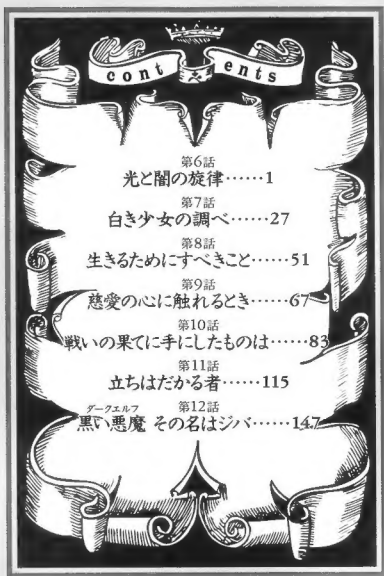 contents
第6話
光と闇の旋律……1
第7話
白き少女の調べ……27
第8話
生きるためにすべきこと……51
第9話
慈愛の心に触れるとき……67
第10話
戦いの果てに手にしたものは……83
第11話
立ちはだかる者……115
第12話
ダークエルフ
黒い悪魔 その名はジバ……147